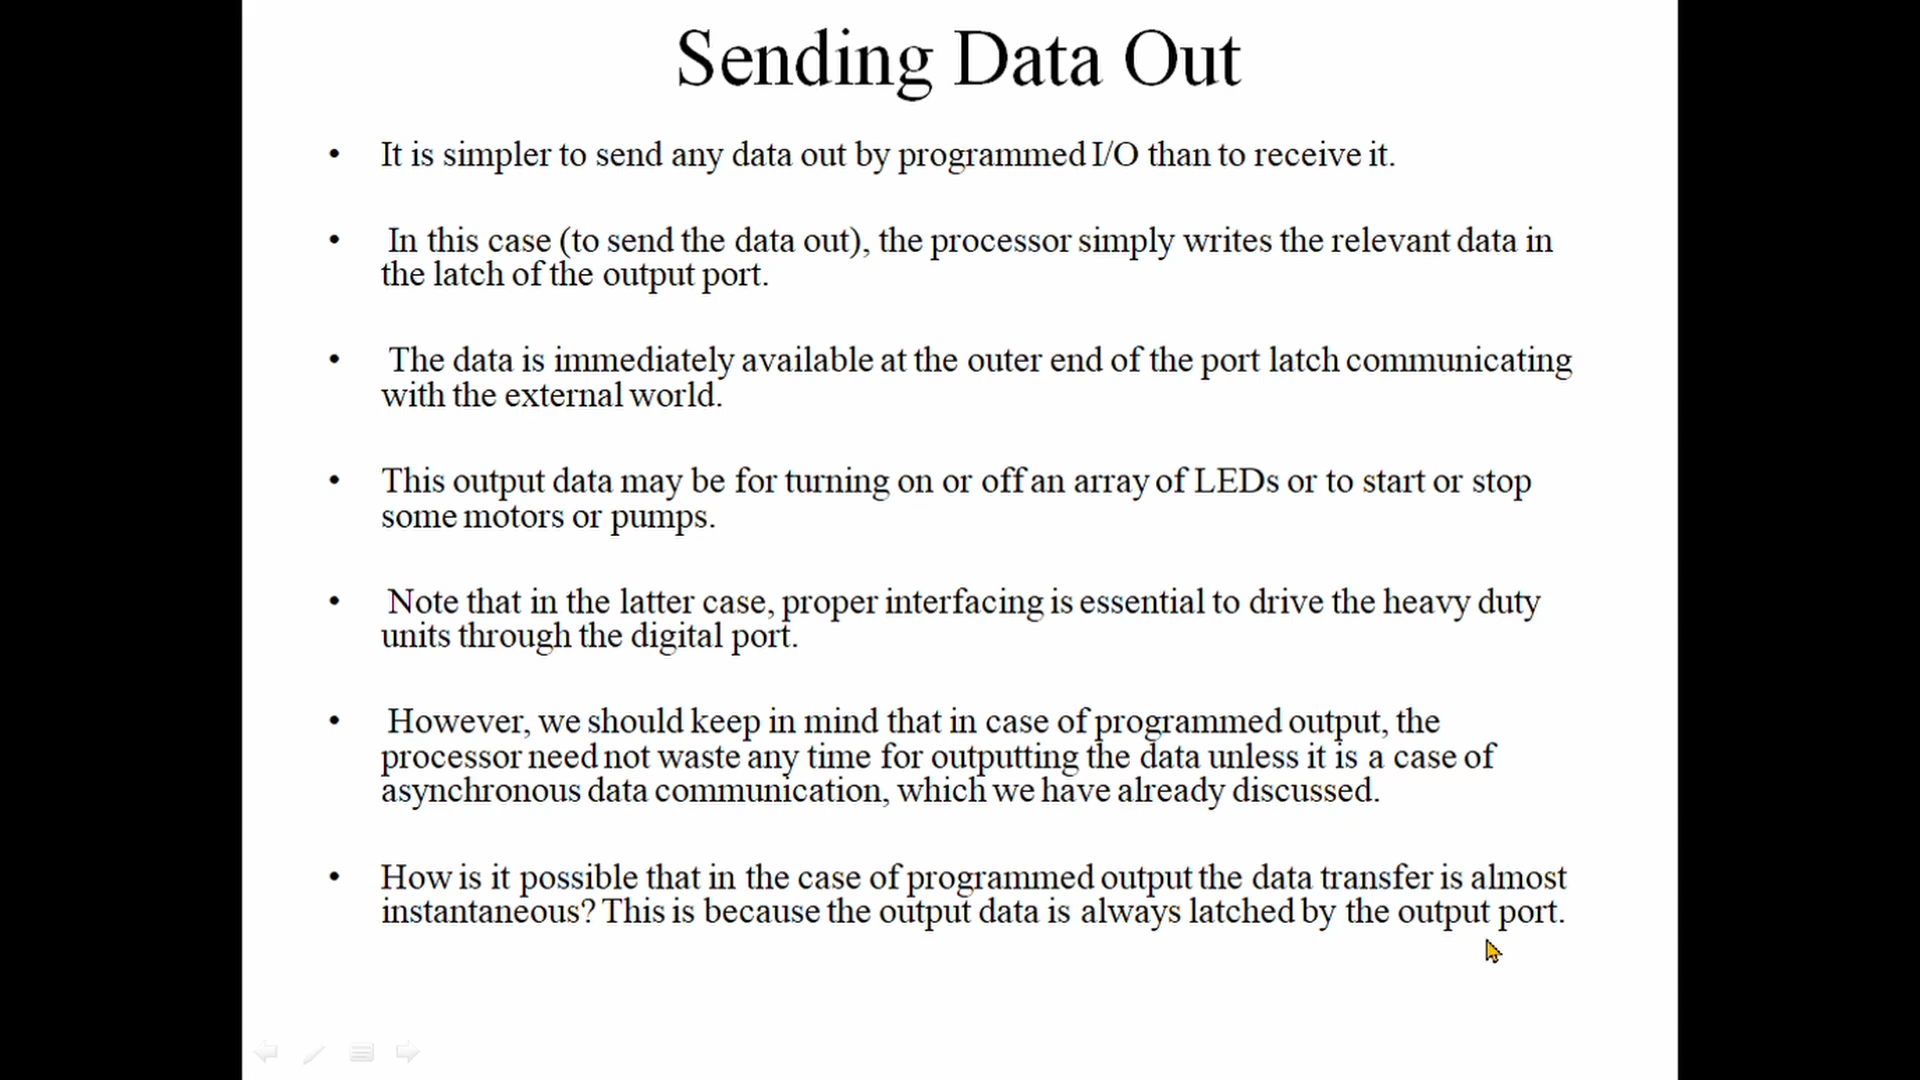 Sending Data Out
• It is simpler to send any data out by programmed I/O than to receive it.
• In this case (to send the data out), the processor simply writes the relevant data in
the latch of the output port.
• The data is immediately available at the outer end of the port latch communicating
with the external world.
• This output data may be for turning on or off an array of LEDs or to start or stop
some motors or pumps.
• Note that in the latter case, proper interfacing is essential to drive the heavy duty
units through the digital port.
• However, we should keep in mind that in case of programmed output, the
processor need not waste any time for outputting the data unless it is a case of
asynchronous data communication, which we have already discussed.
• How is it possible that in the case of programmed output the data transfer is almost
instantaneous? This is because the output data is always latched by the output port.